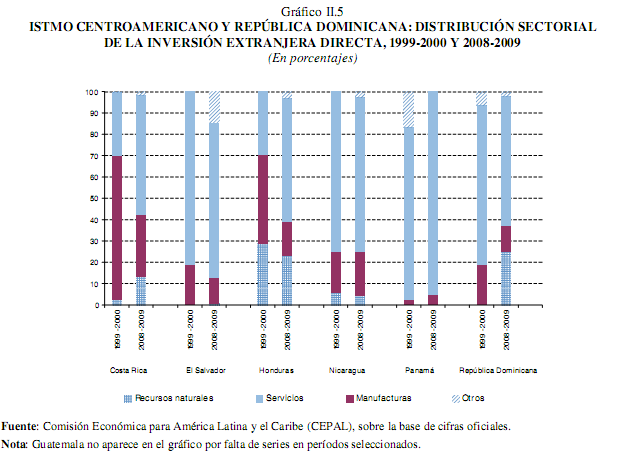 Gráfico II.5
ISTMO CENTROAMERICANO Y REPÚBLICA DOMINICANA: DISTRIBUCIÓN SECTORIAL
DE LA INVERSIÓN EXTRANJERA DIRECTA, 1999-2000 Y 2008-2009
(En porcentajes)
100
90
80
70
60
50
40
30
20
10
0
1999 -2000
2008 -2009
1999 -2000
2008 -2009
1999 -2000
2008 -2009
1999 -2000
2008 -2009
1999 -2000
2008 -2009
1999 -2000
2008 -2009
Costa Rica El Salvador Honduras Nicaragua Panamá República Dominicana
Recursos naturales Servicios Manufacturas Otros
Fuente: Comisión Económica para América Latina y el Caribe (CEPAL), sobre la base de cifras oficiales.
Nota: Guatemala no aparece en el gráfico por falta de series en períodos seleccionados.